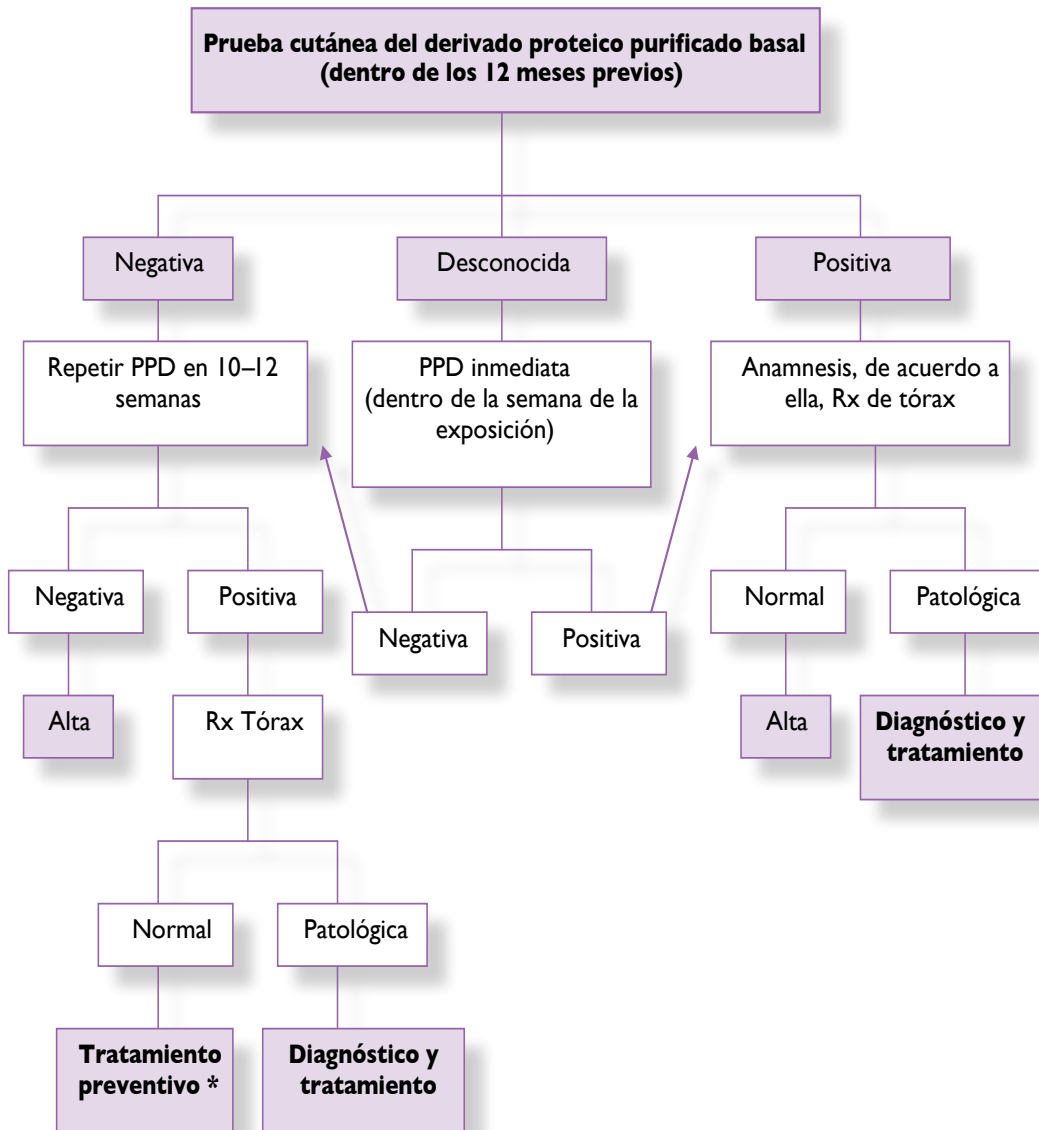 Prueba cutánea del derivado proteico purificado basal
(dentro de los 12 meses previos)
Negativa
Desconocida
Positiva
Repetir PPD en 10–12
semanas
PPD inmediata
(dentro de la semana de la
exposición)
Anamnesis, de acuerdo a
ella, Rx de tórax
Negativa
Positiva
Negativa
Positiva
Normal
Patológica
Alta
Rx Tórax
Alta
Diagnóstico y
tratamiento
Normal
Patológica
Tratamiento
preventivo *
Diagnóstico y
tratamiento